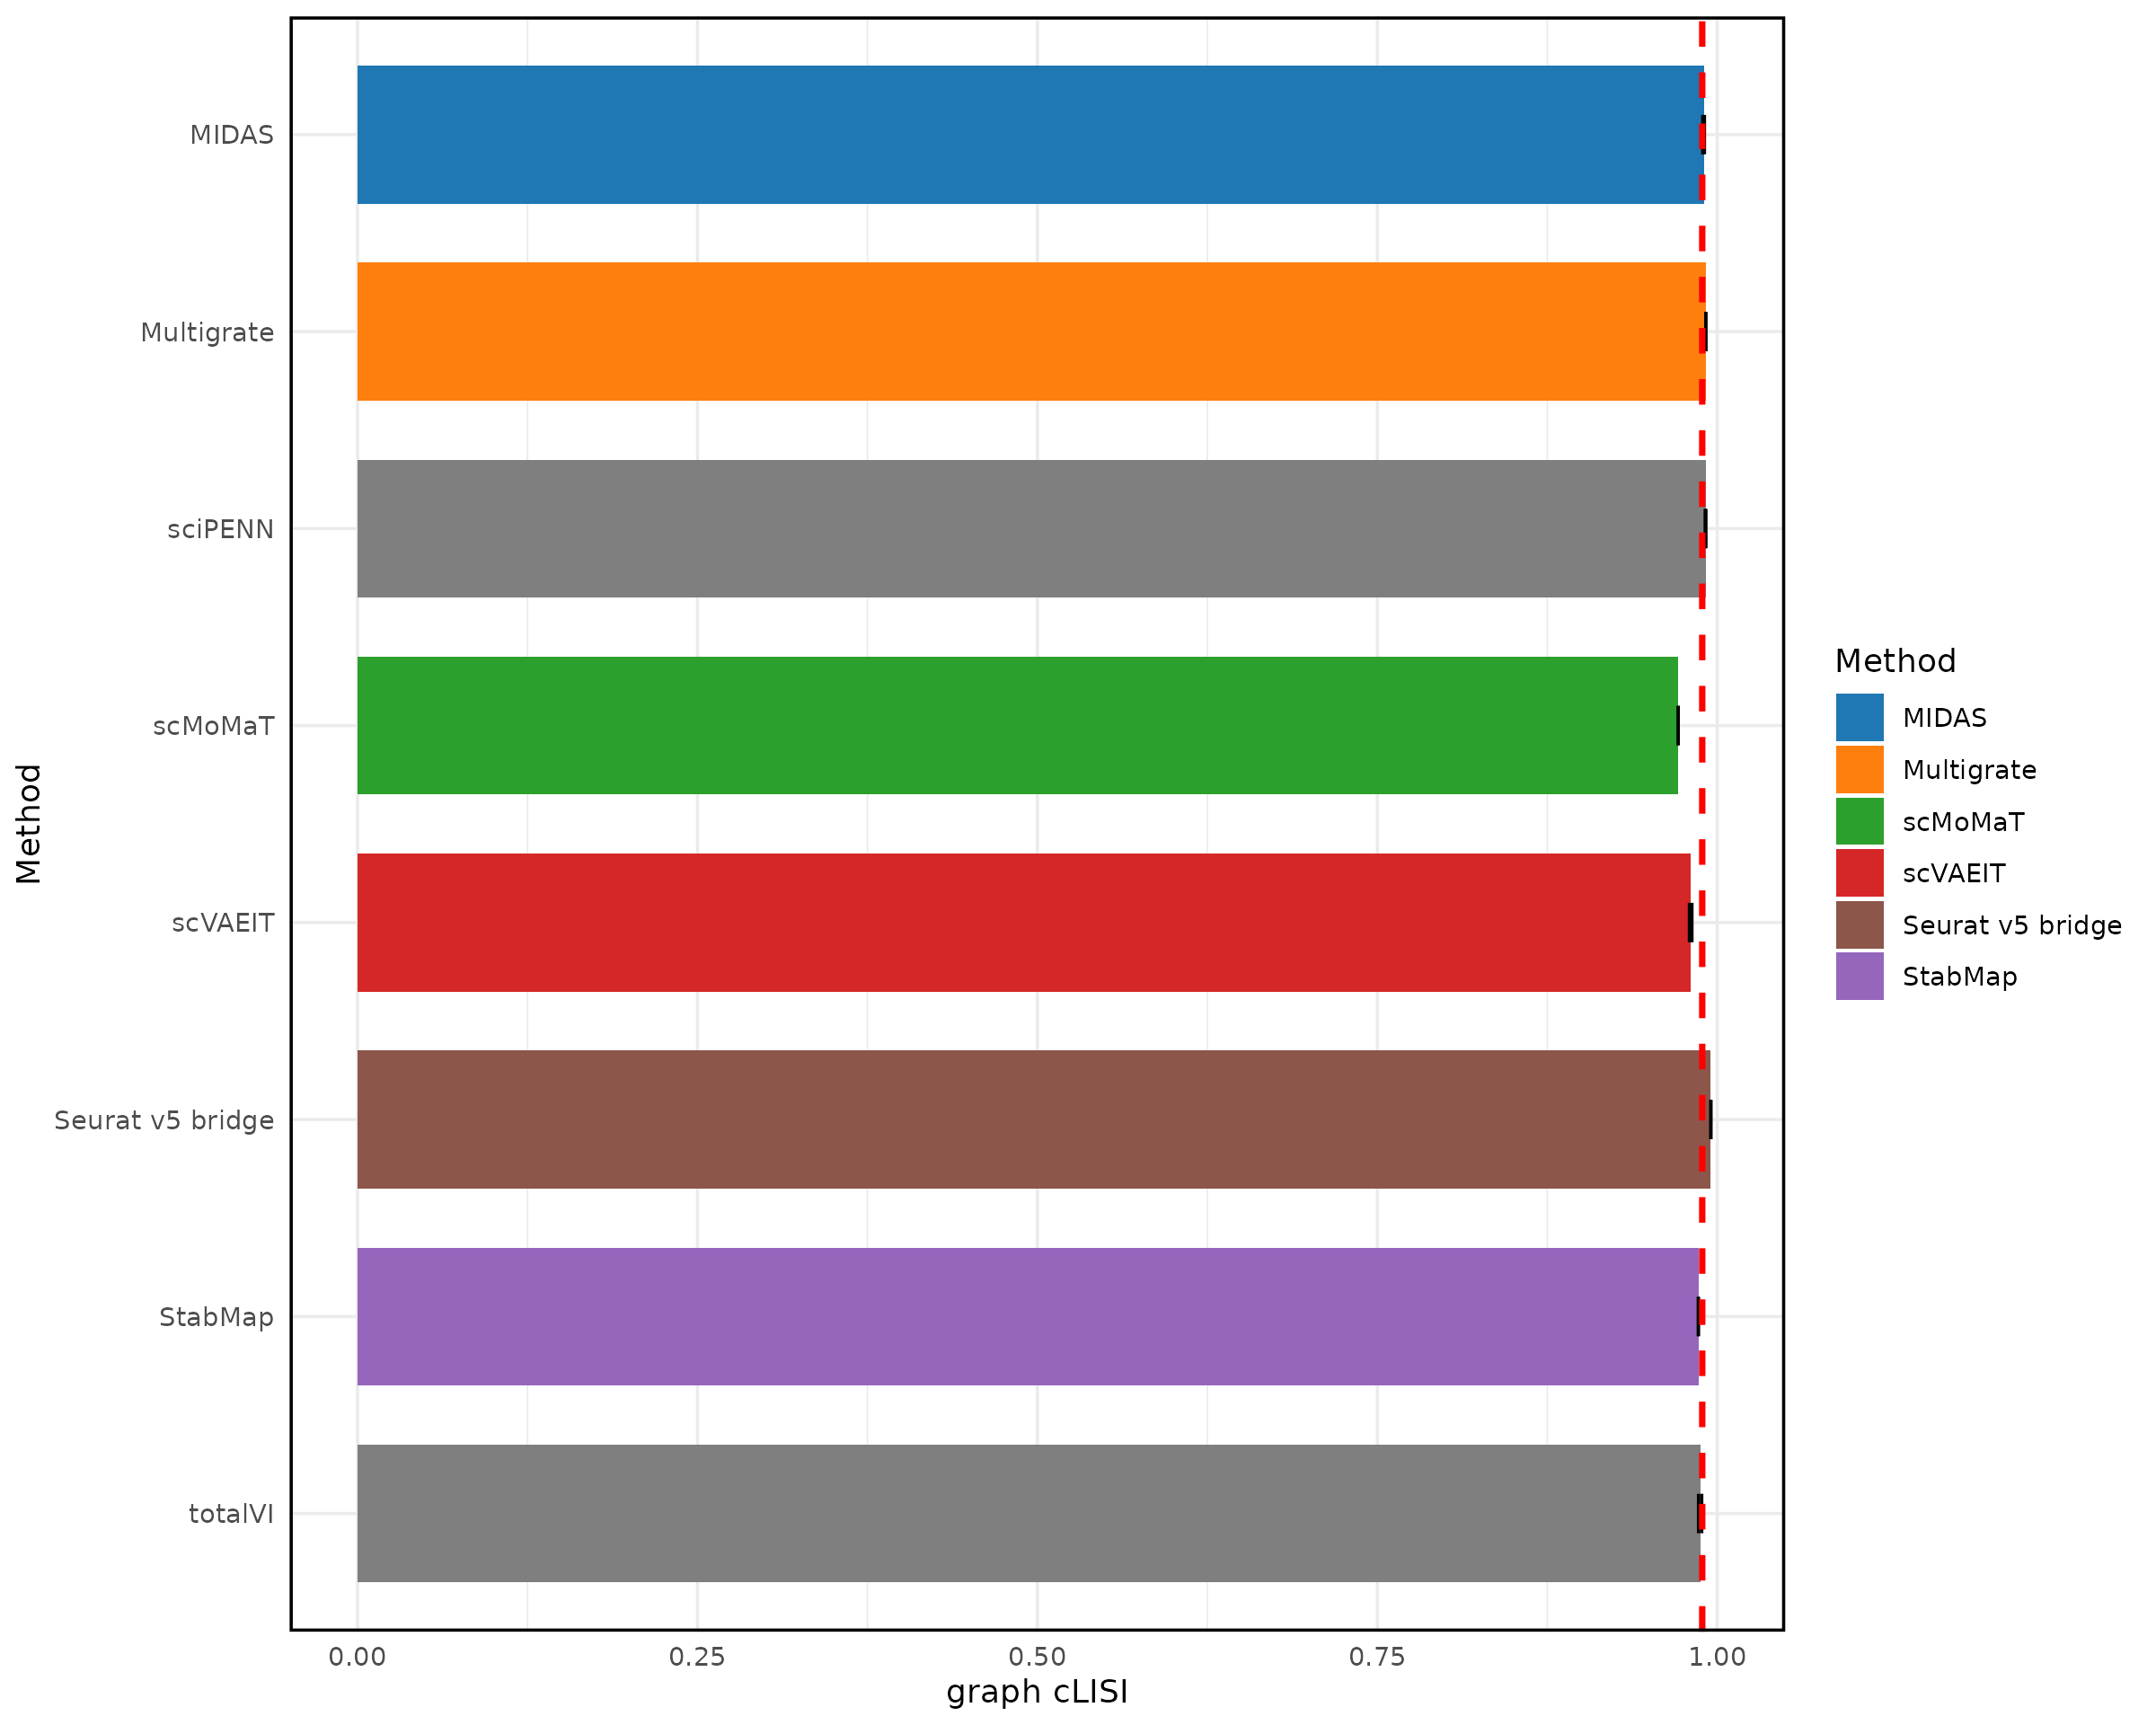 MIDAS
Multigrate
sciPENN
scMoMaT
scVAEIT
Seurat v5 bridge
StabMap
totalVI
Method
0.00 0.25 0.50 0.75 1.00
graph cLISI
Method
MIDAS
Multigrate
scMoMaT
scVAEIT
Seurat v5 bridge
StabMap